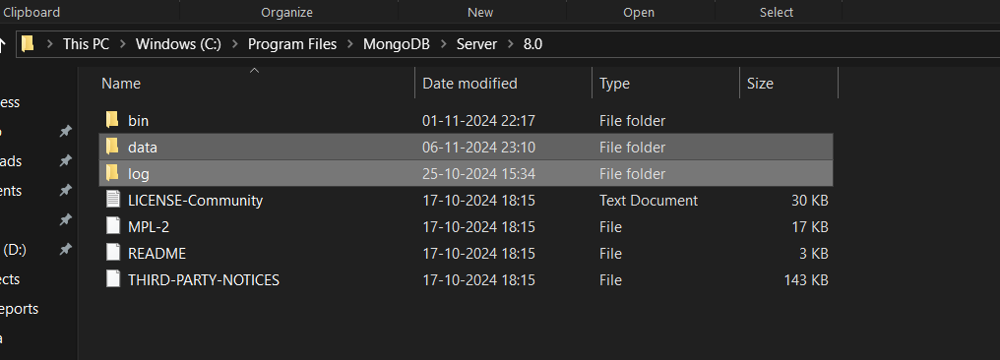 Clipboard Organize New Open Select
This PC > Windows (C:) > Program Files > MongoDB > Server > 8.0
Name Date modified Type Size
ess
bin 01-11-2024 22:17 File folder
data 06-11-2024 23:10 File folder
ads
log 25-10-2024 15:34 File folder
ents
LICENSE-Community 17-10-2024 18:15 Text Document 30 KB
MPL-2 17-10-2024 18:15 File 17 KB
(D:)
README 17-10-2024 18:15 File 3 KB
ects
THIRD-PARTY-NOTICES 17-10-2024 18:15 File 143 KB
eports